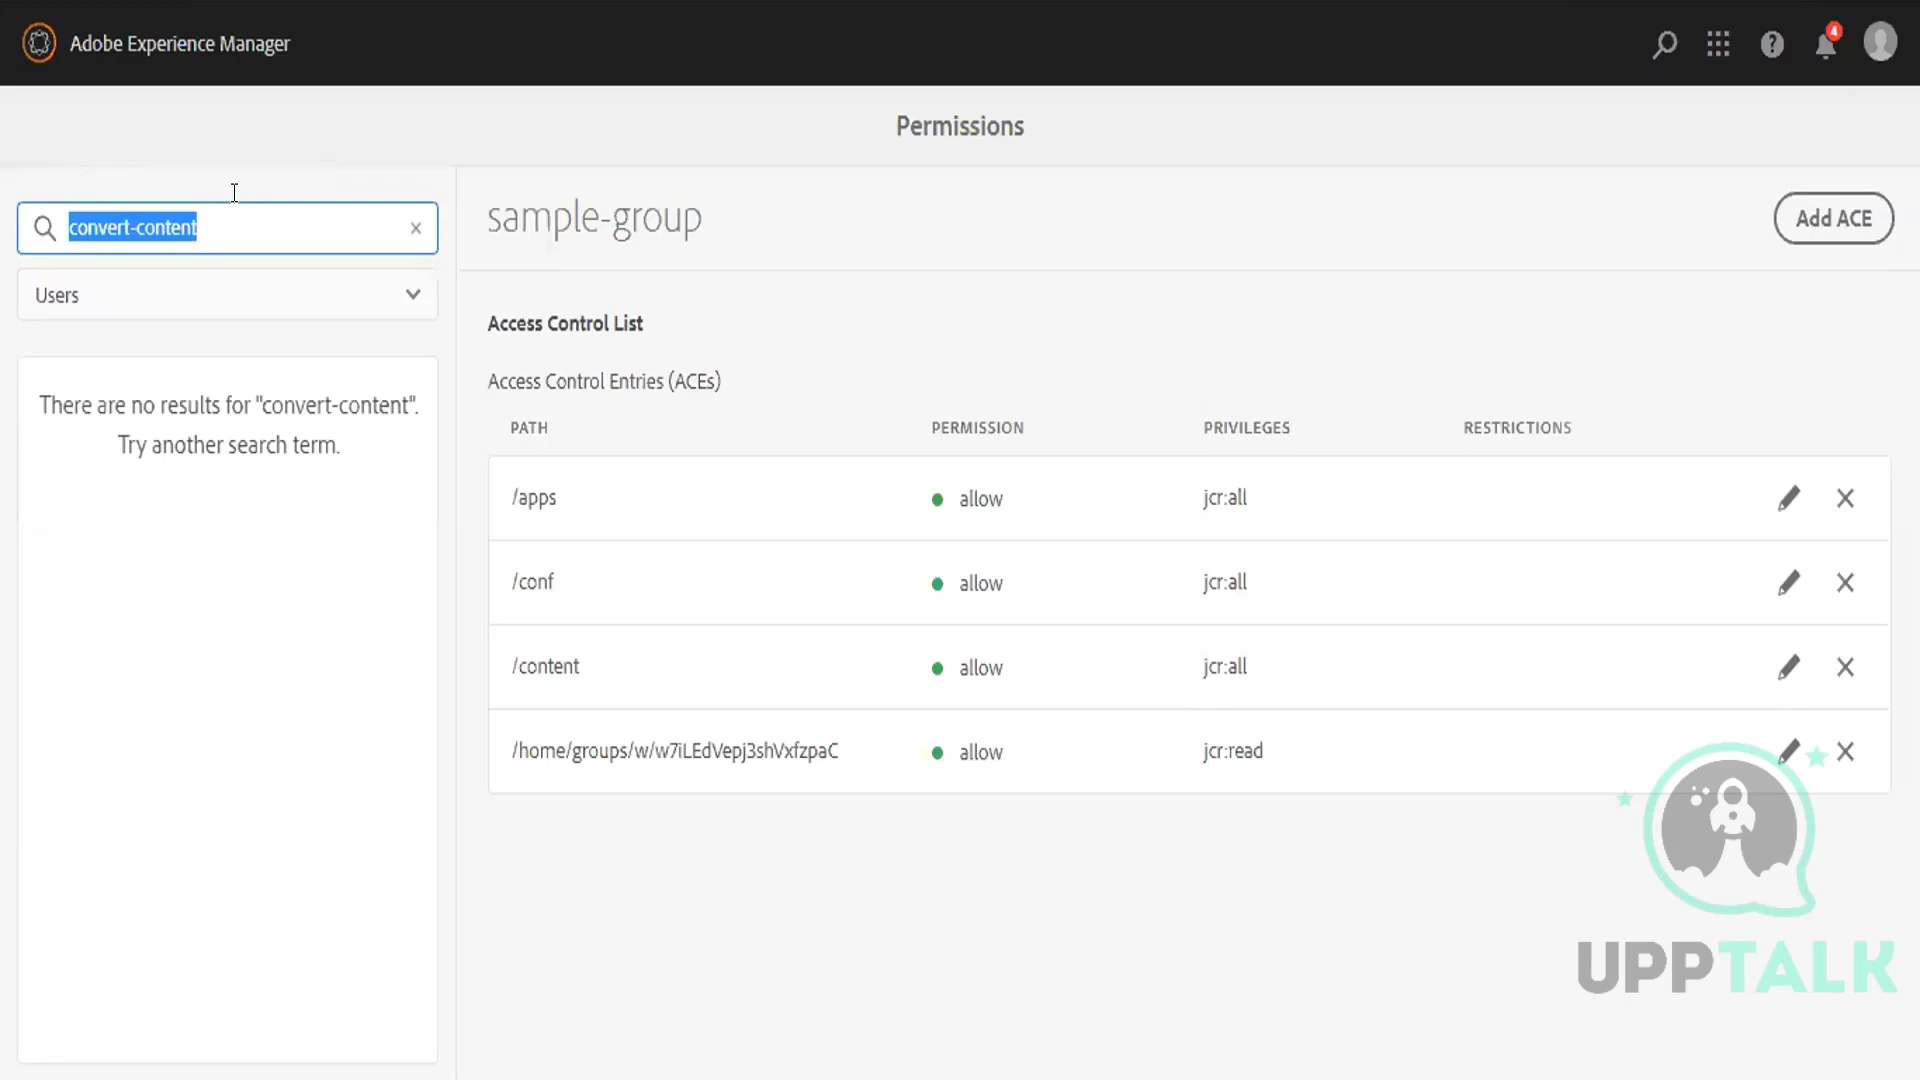 Adobe Experience Manager
4
Permissions
convert-content
Users
There are no results for "convert-content".
Try another search term.
sample-group
Add ACE
Access Control List
Access Control Entries (ACEs)
PATH PERMISSION PRIVILEGES RESTRICTIONS
/apps allow jcr:all
/conf allow jcr:all
/content allow jcr:all
/home/groups/w/w7iLEdVepj3shVxfzpaC allow jcr:read
UPPTALK